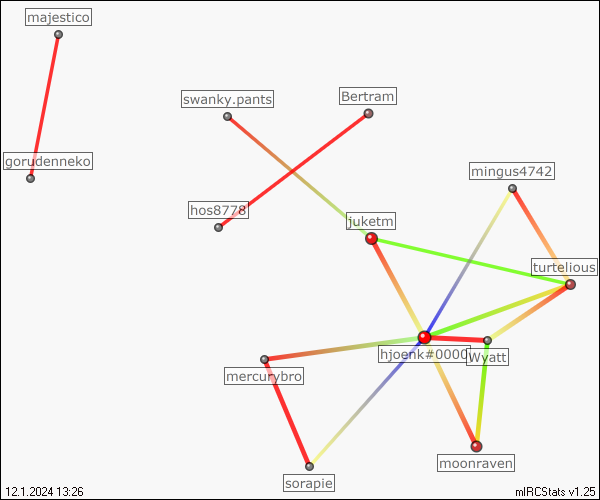 majestico
swanky.pants
Bertram
gorudenneko
mingus4742
hos8778
juketm
turtelious
hjoenk#0000
Wyatt
mercurybro
moonraven
sorapie
12.1.2024 13:26
mIRCStats v1.25